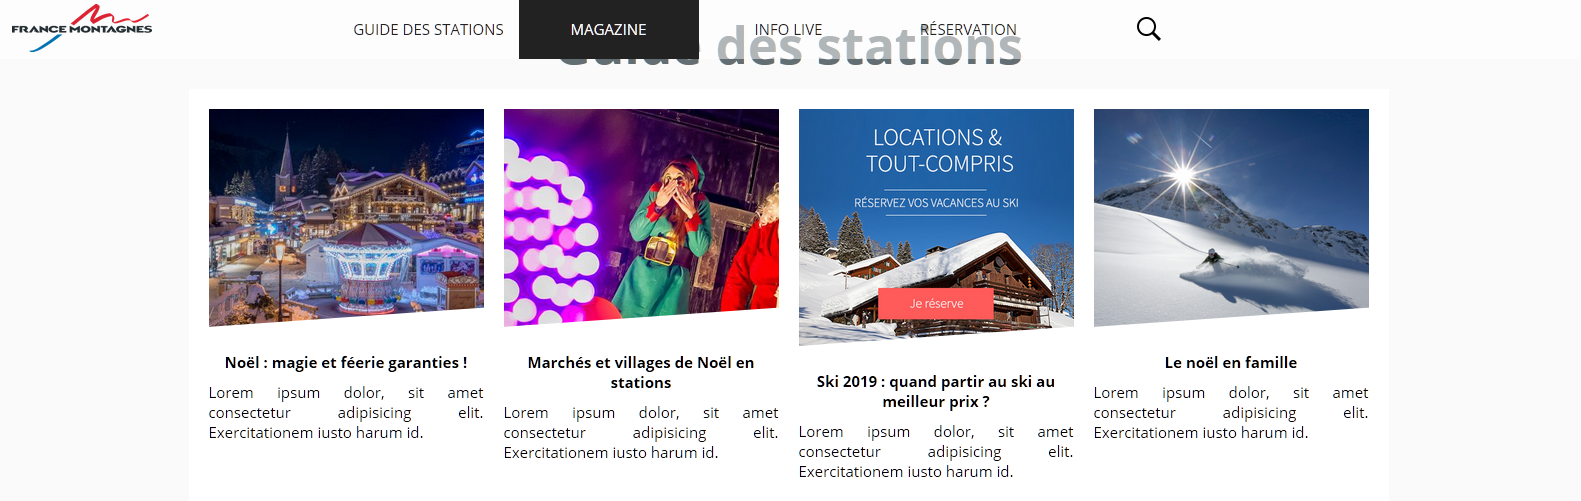 FRANCE MONTAGNES
GUIDE DES STATIONS
MAGAZINE
INFO LIVE
RÉSERVATION
Guide des stations
LOCATIONS &
TOUT-COMPRIS
RÉSERVEZ VOS VACANCES AU SKI
Je réserve
Noël : magie et féerie garanties !
Lorem ipsum dolor, sit amet
consectetur adipisicing elit.
Exercitationem iusto harum id.
Marchés et villages de Noël en
stations
Lorem ipsum dolor, sit amet
consectetur adipisicing elit.
Exercitationem iusto harum id.
Ski 2019 : quand partir au ski au
meilleur prix ?
Lorem ipsum dolor, sit amet
consectetur adipisicing elit.
Exercitationem iusto harum id.
Le noël en famille
Lorem ipsum dolor, sit amet
consectetur adipisicing elit.
Exercitationem iusto harum id.